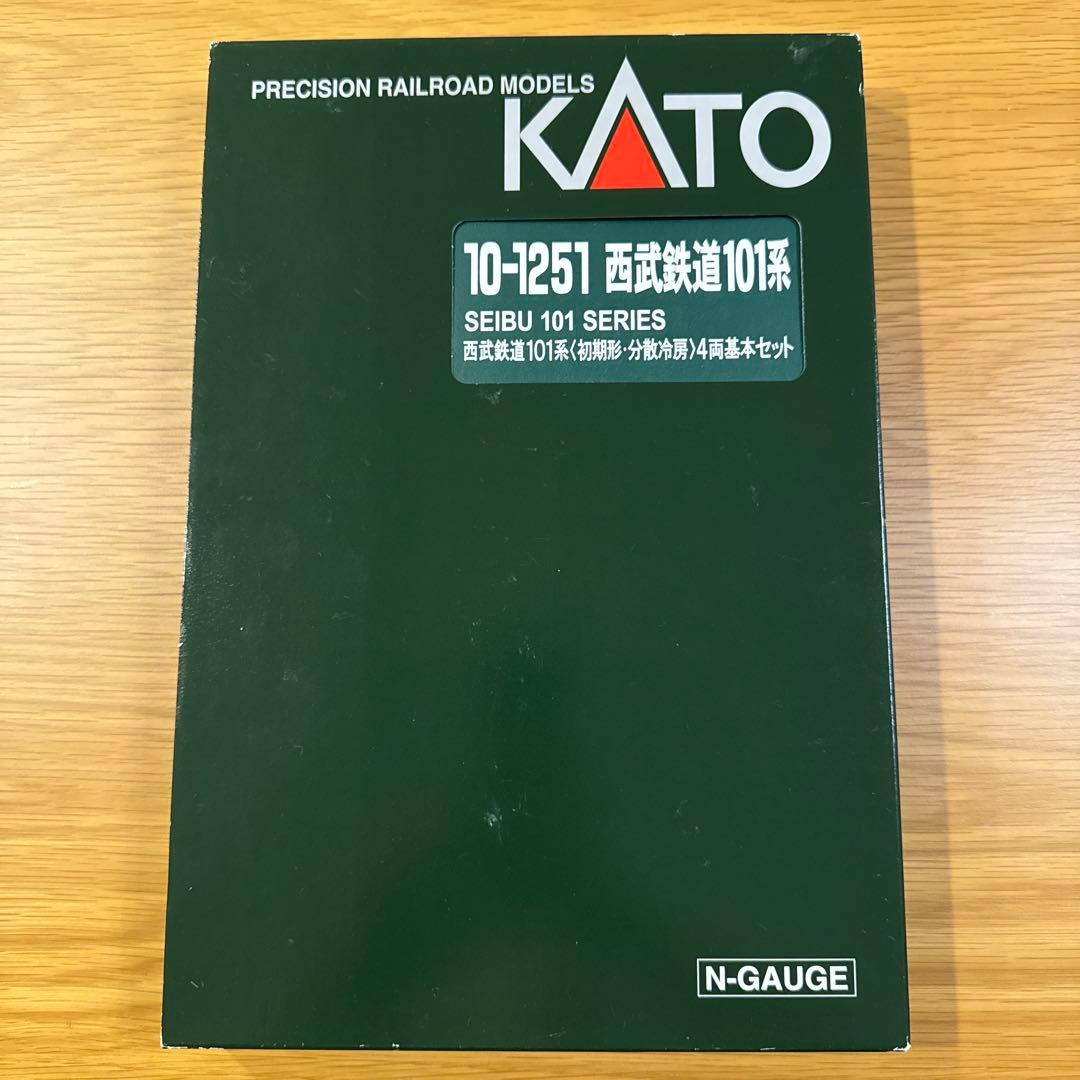 PRECISION RAILROAD MODELS
KATO
10-1251 西武鉄道101系
SEIBU 101 SERIES
西武鉄道101系〈初期形・分散冷房〉4両基本セット
N-GAUGE